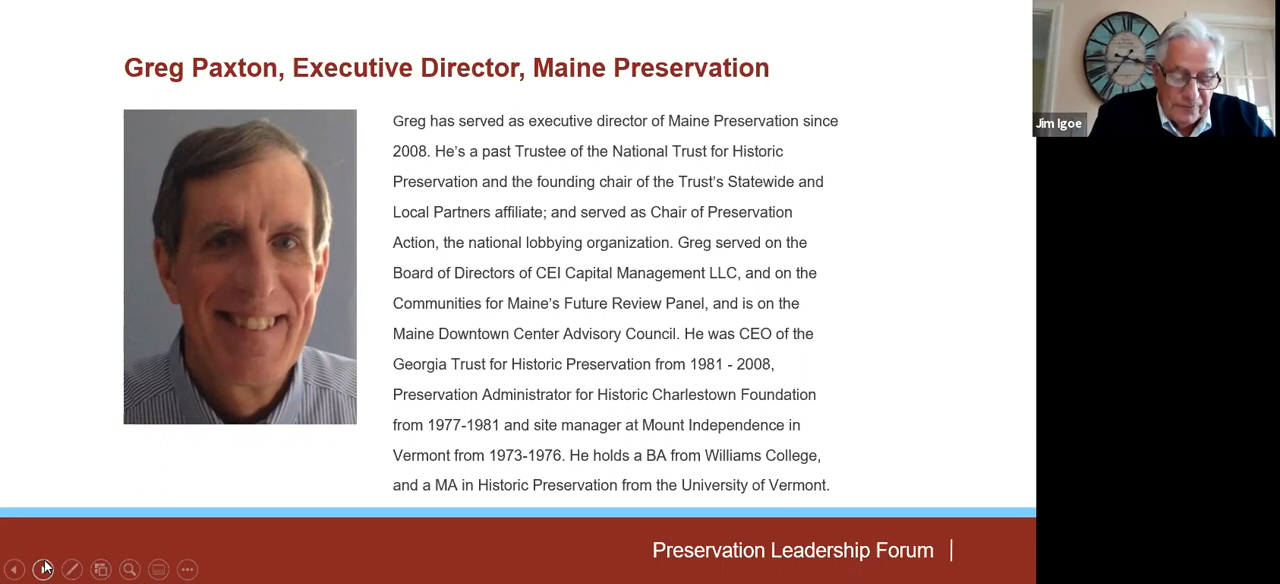 Greg Paxton, Executive Director, Maine Preservation
Greg has served as executive director of Maine Preservation since
2008. He's a past Trustee of the National Trust for Historic
Preservation and the founding chair of the Trust's Statewide and
Local Partners affiliate; and served as Chair of Preservation
Action, the national lobbying organization. Greg served on the
Board of Directors of CEI Capital Management LLC, and on the
Communities for Maine's Future Review Panel, and is on the
Maine Downtown Center Advisory Council. He was CEO of the
Georgia Trust for Historic Preservation from 1981 - 2008,
Preservation Administrator for Historic Charlestown Foundation
from 1977-1981 and site manager at Mount Independence in
Vermont from 1973-1976. He holds a BA from Williams College,
and a MA in Historic Preservation from the University of Vermont.
Preservation Leadership Forum
Jim Igoe